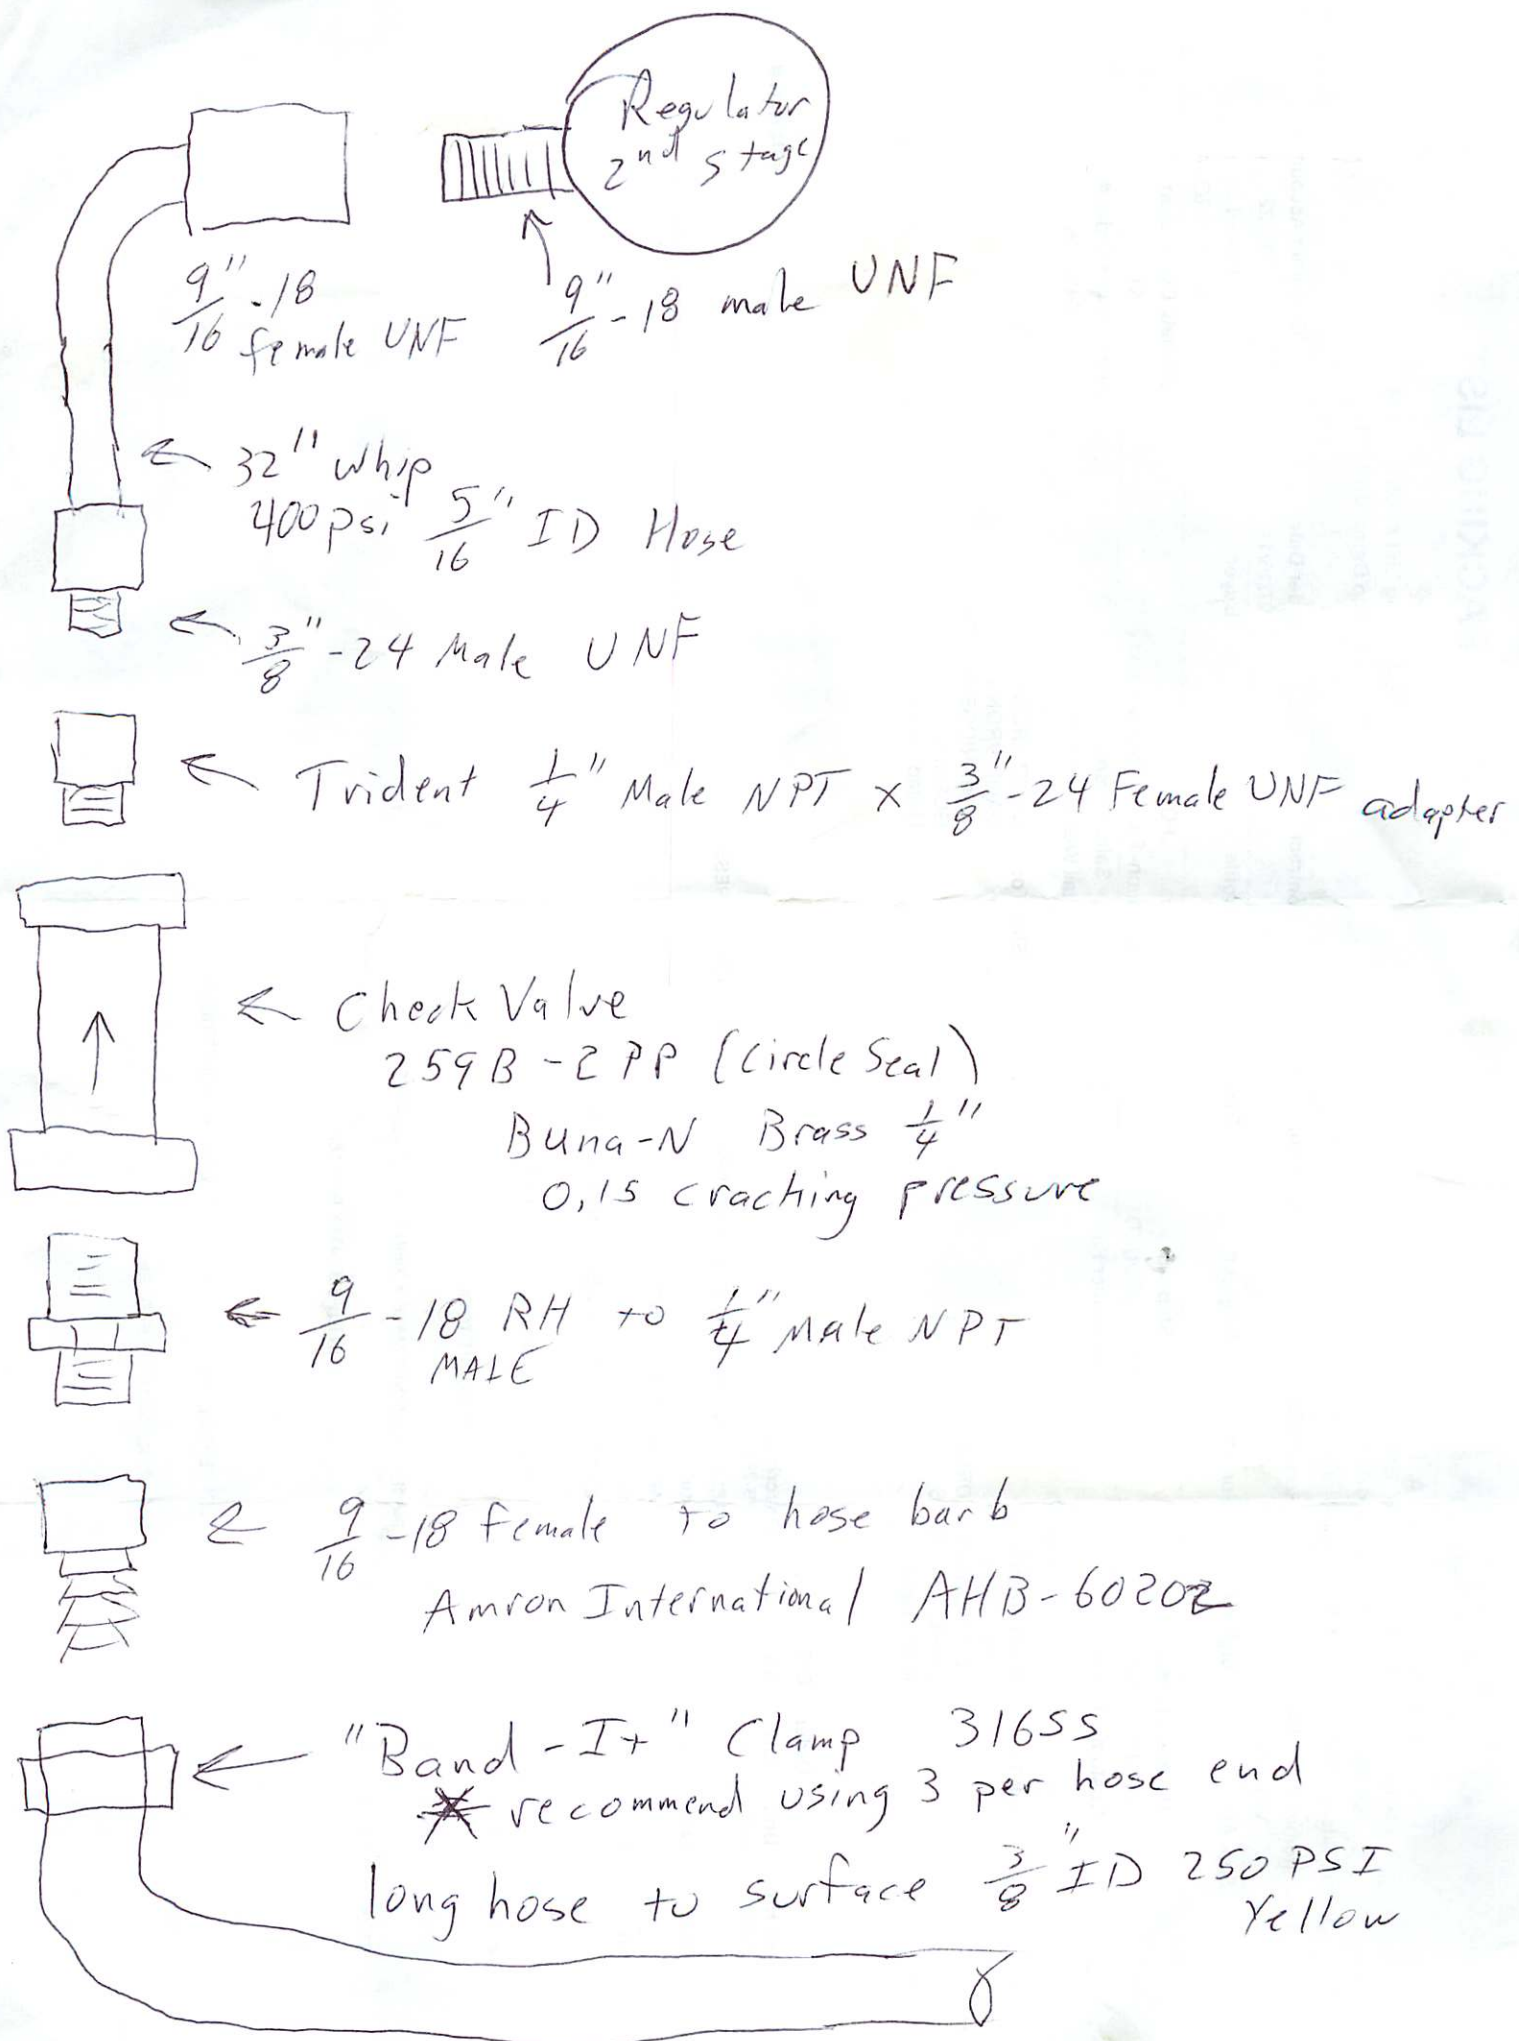 Regulator
2nd Stage
9/16" - 18
female UNF
9/16" - 18 male UNF
32" whip
400 psi 5/16" ID Hose
3/8" - 24 Male UNF
Trident 1/4" Male NPT x 3/8" - 24 Female UNF adapter
Check Valve
259B - 2PP (Circle Seal)
Buna-N Brass 1/4"
0,15 cracking pressure
9/16 - 18 RH to 1/4" Male NPT
MALE
9/16 - 18 Female to hose barb
Amron International AHB-6020z
"Band - It" Clamp 316SS
* recommend using 3 per hose end
long hose to surface 3/8" ID 250 PSI
Yellow